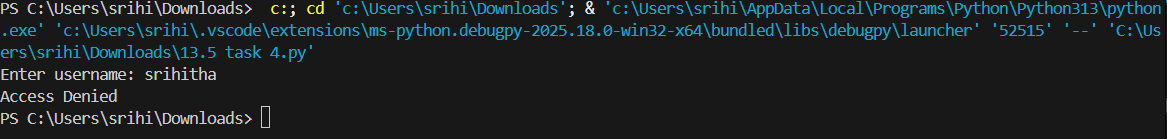 PS C:\Users\srihi\Downloads>  c:; cd 'c:\Users\srihi\Downloads'; & 'c:\Users\srihi\AppData\Local\Programs\Python\Python313\python
.exe' 'c:\Users\srihi\.vscode\extensions\ms-python.debugpy-2025.18.0-win32-x64\bundled\libs\debugpy\launcher' '52515' '--' 'C:\Us
ers\srihi\Downloads\13.5 task 4.py'
Enter username: srihitha
Access Denied
PS C:\Users\srihi\Downloads>